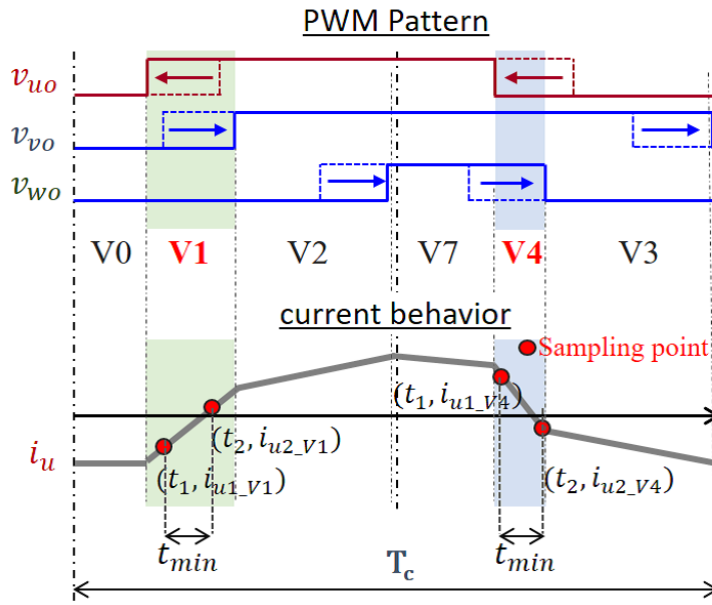 PWM Pattern
v_uo
v_vo
v_wo
V0 V1 V2 V7 V4 V3
current behavior
Sampling point
(t_1, i_u1_V4)
(t_2, i_u2_V1)
i_u
(t_1, i_u1_V1)
(t_2, i_u2_V4)
t_min t_min
T_c